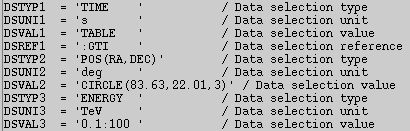 DSTYP1 = 'TIME ' / Data selection type
DSUNI1 = 's ' / Data selection unit
DSVAL1 = 'TABLE ' / Data selection value
DSREF1 = ':GTI ' / Data selection reference
DSTYP2 = 'POS(RA,DEC)' / Data selection type
DSUNI2 = 'deg ' / Data selection unit
DSVAL2 = 'CIRCLE(83.63,22.01,3)' / Data selection value
DSTYP3 = 'ENERGY ' / Data selection type
DSUNI3 = 'TeV ' / Data selection unit
DSVAL3 = '0.1:100 ' / Data selection value